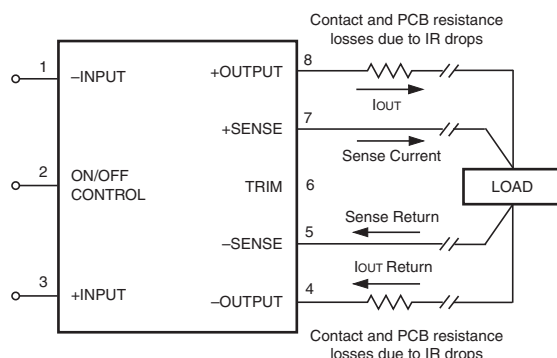 Contact and PCB resistance
losses due to IR drops
1
–INPUT
+OUTPUT
8
IOUT
+SENSE
7
Sense Current
2
ON/OFF
CONTROL
TRIM
6
LOAD
Sense Return
–SENSE
5
IOUT Return
3
+INPUT
–OUTPUT
4
Contact and PCB resistance
losses due to IR drops